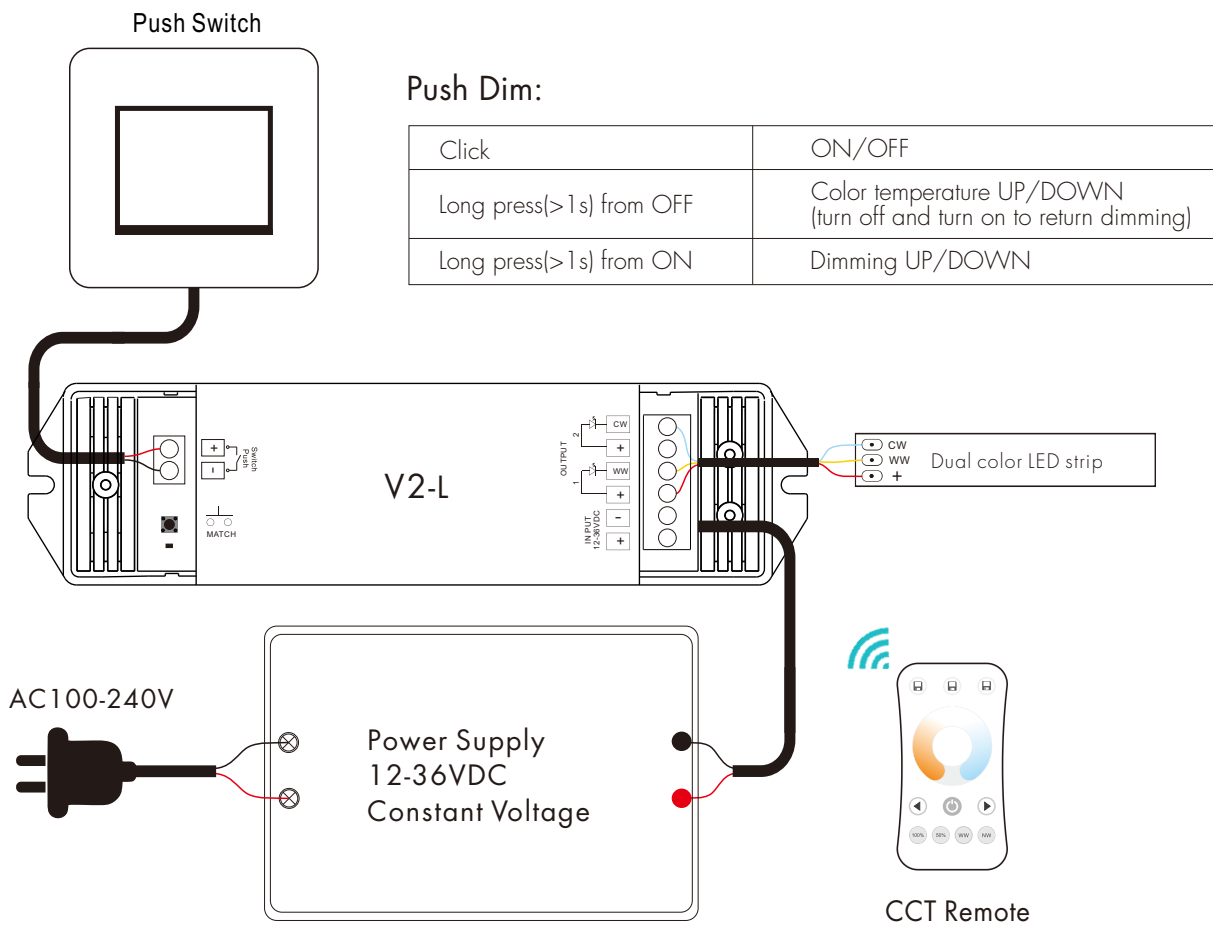 Push Switch
Push Dim:
Click ON/OFF
Long press(>1s) from OFF Color temperature UP/DOWN
(turn off and turn on to return dimming)
Long press(>1s) from ON Dimming UP/DOWN
+
-
Push
Switch
MATCH
V2-L
OUTPUT
2
1
CW
+
WW
+
INPUT
12-36VDC
-
+
CW
WW
+
Dual color LED strip
AC100-240V
Power Supply
12-36VDC
Constant Voltage
100% 50% WW NW
CCT Remote